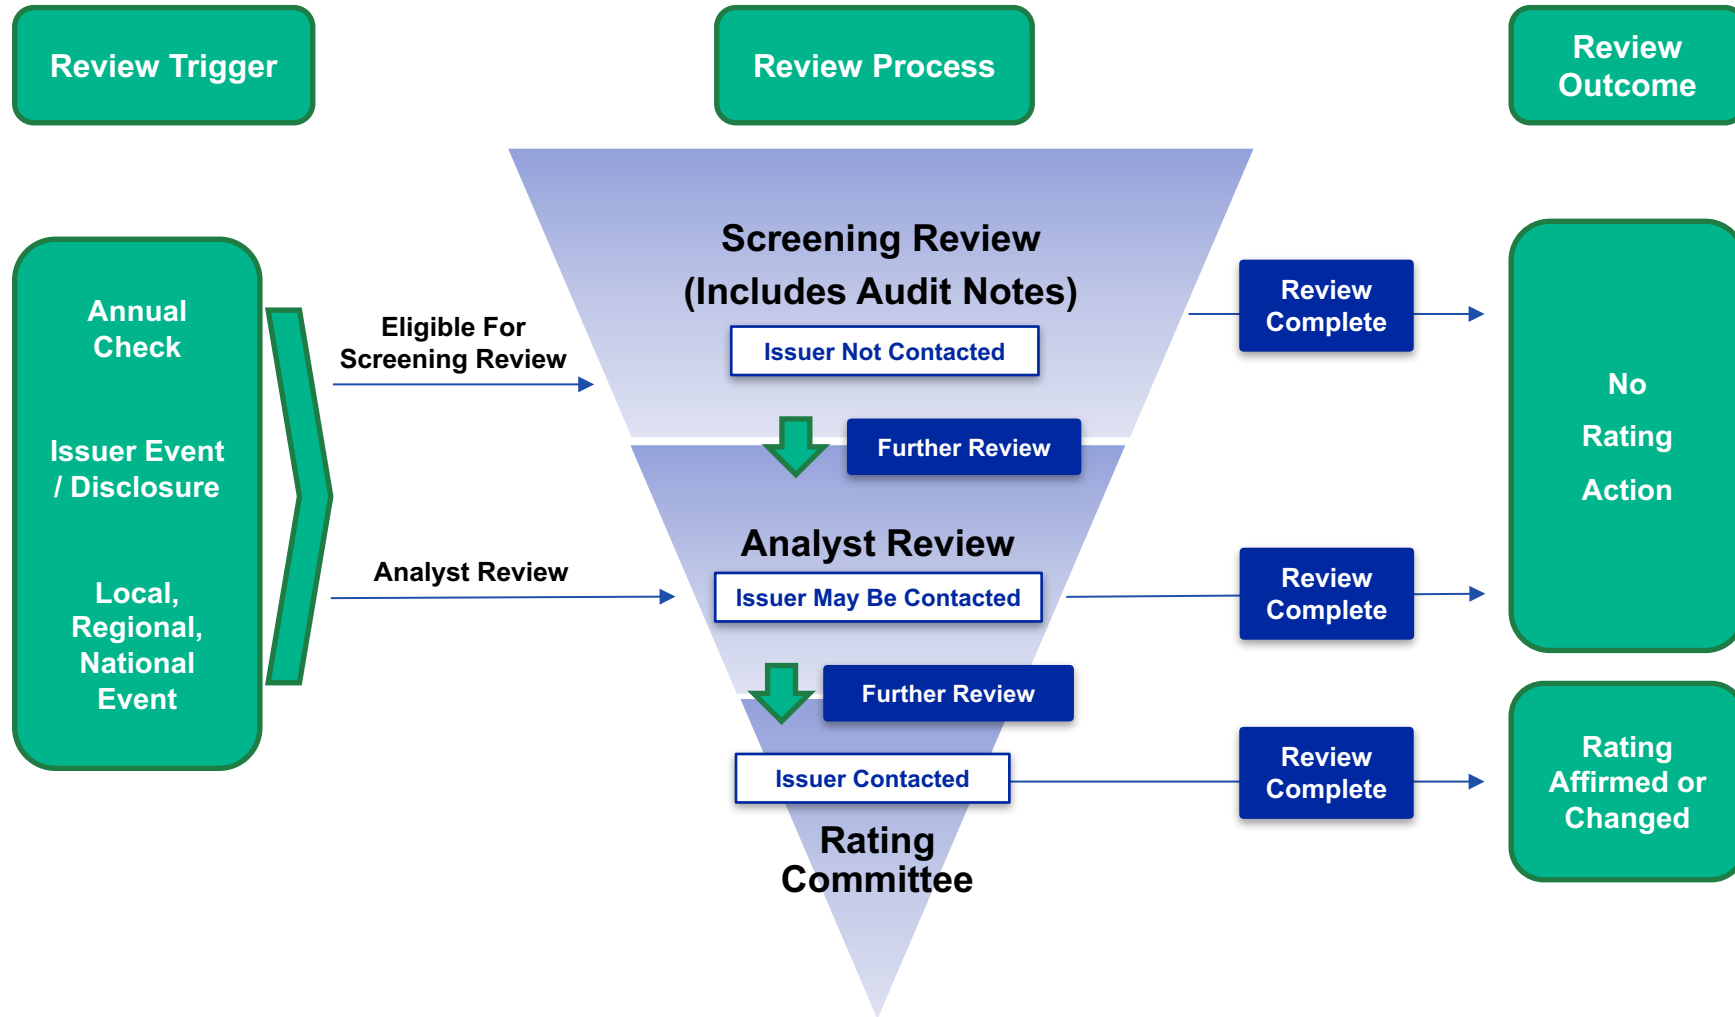 Review Trigger
Review Process
Review
Outcome
Annual
Check
Issuer Event
/ Disclosure
Local,
Regional,
National
Event
Eligible For
Screening Review
Analyst Review
Screening Review
(Includes Audit Notes)
Issuer Not Contacted
Further Review
Analyst Review
Issuer May Be Contacted
Further Review
Issuer Contacted
Rating
Committee
Review
Complete
Review
Complete
Review
Complete
No
Rating
Action
Rating
Affirmed or
Changed